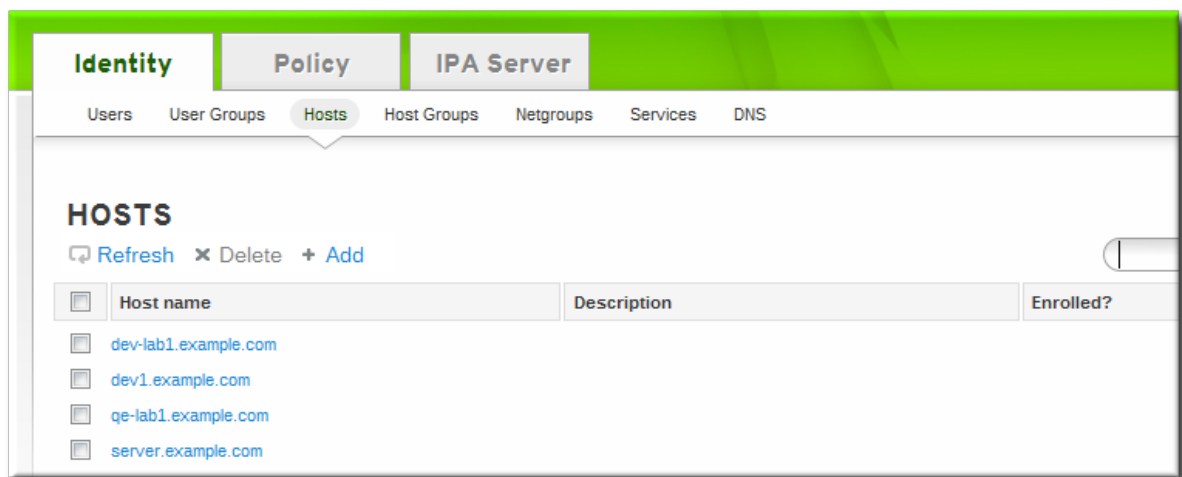 Identity Policy IPA Server
Users User Groups Hosts Host Groups Netgroups Services DNS
HOSTS
Refresh Delete + Add
Host name Description Enrolled?
dev-lab1.example.com
dev1.example.com
qe-lab1.example.com
server.example.com